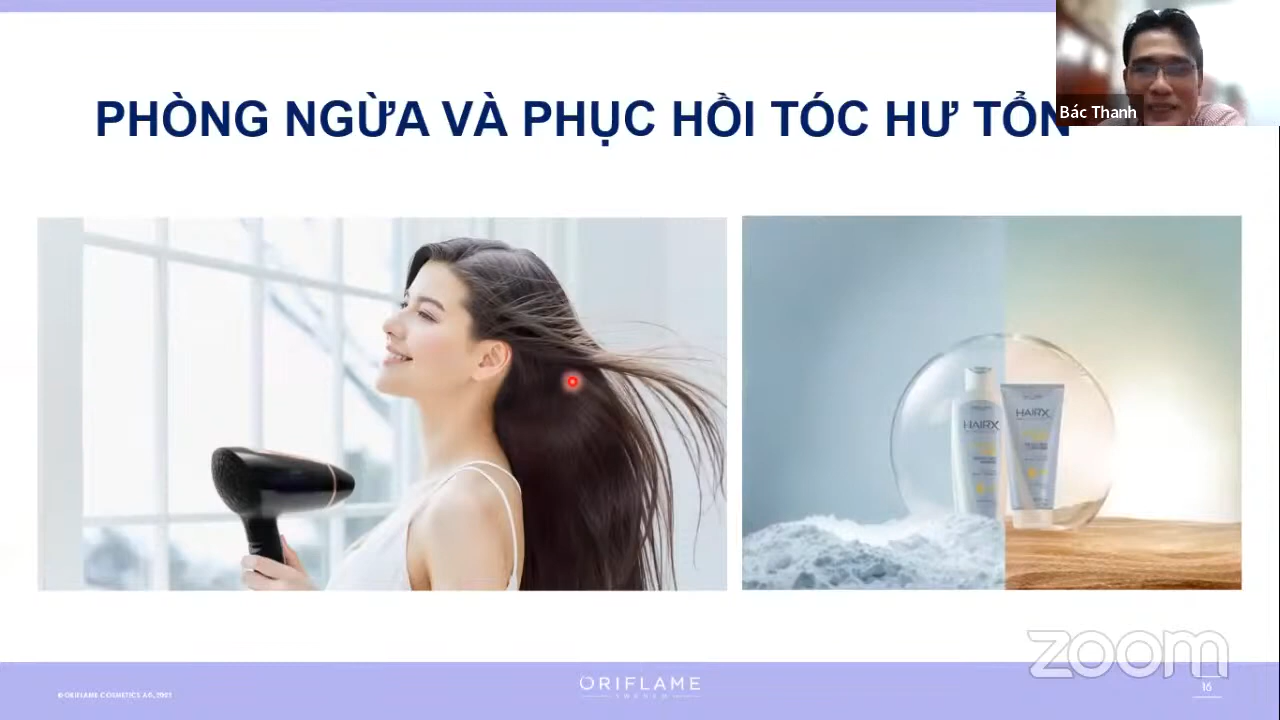 PHÒNG NGỪA VÀ PHỤC HỒI TÓC HƯ TỔN
Bác Thanh
HAIRX
HAIRX
zoom
© ORIFLAME COSMETICS AG, 2021
ORIFLAME
SWEDEN
16